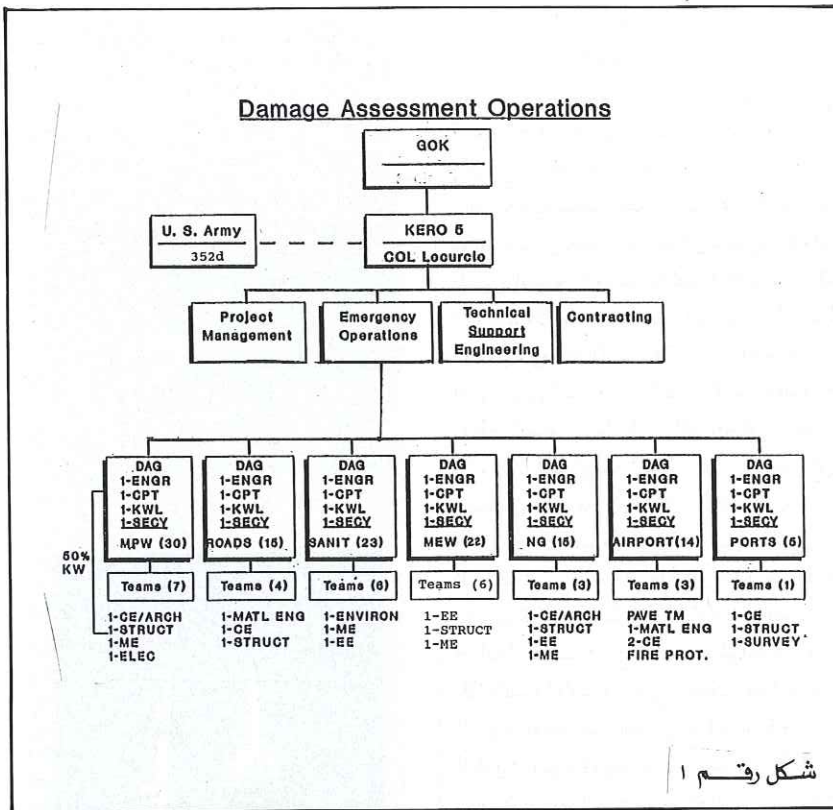 Damage Assessment Operations
GOK
U. S. Army
352d
KERO 5
COL Locurcio
Project
Management
Emergency
Operations
Technical
Support
Engineering
Contracting
DAG
1-ENGR
1-CPT
1-KWL
1-SECY
MPW (30)
DAG
1-ENGR
1-CPT
1-KWL
1-SECY
ROADS (15)
DAG
1-ENGR
1-CPT
1-KWL
1-SECY
SANIT (23)
DAG
1-ENGR
1-CPT
1-KWL
1-SECY
MEW (22)
DAG
1-ENGR
1-CPT
1-KWL
1-SECY
NG (15)
DAG
1-ENGR
1-CPT
1-KWL
1-SECY
AIRPORT (14)
DAG
1-ENGR
1-CPT
1-KWL
1-SECY
PORTS (5)
50%
KW
Teams (7)
1-CE/ARCH
1-STRUCT
1-ME
1-ELEC
Teams (4)
1-MATL ENG
1-CE
1-STRUCT
Teams (6)
1-ENVIRON
1-ME
1-EE
Teams (6)
1-EE
1-STRUCT
1-ME
Teams (3)
1-CE/ARCH
1-STRUCT
1-EE
1-ME
Teams (3)
PAVE TM
1-MATL ENG
2-CE
FIRE PROT.
Teams (1)
1-CE
1-STRUCT
1-SURVEY
شكل رقم ١